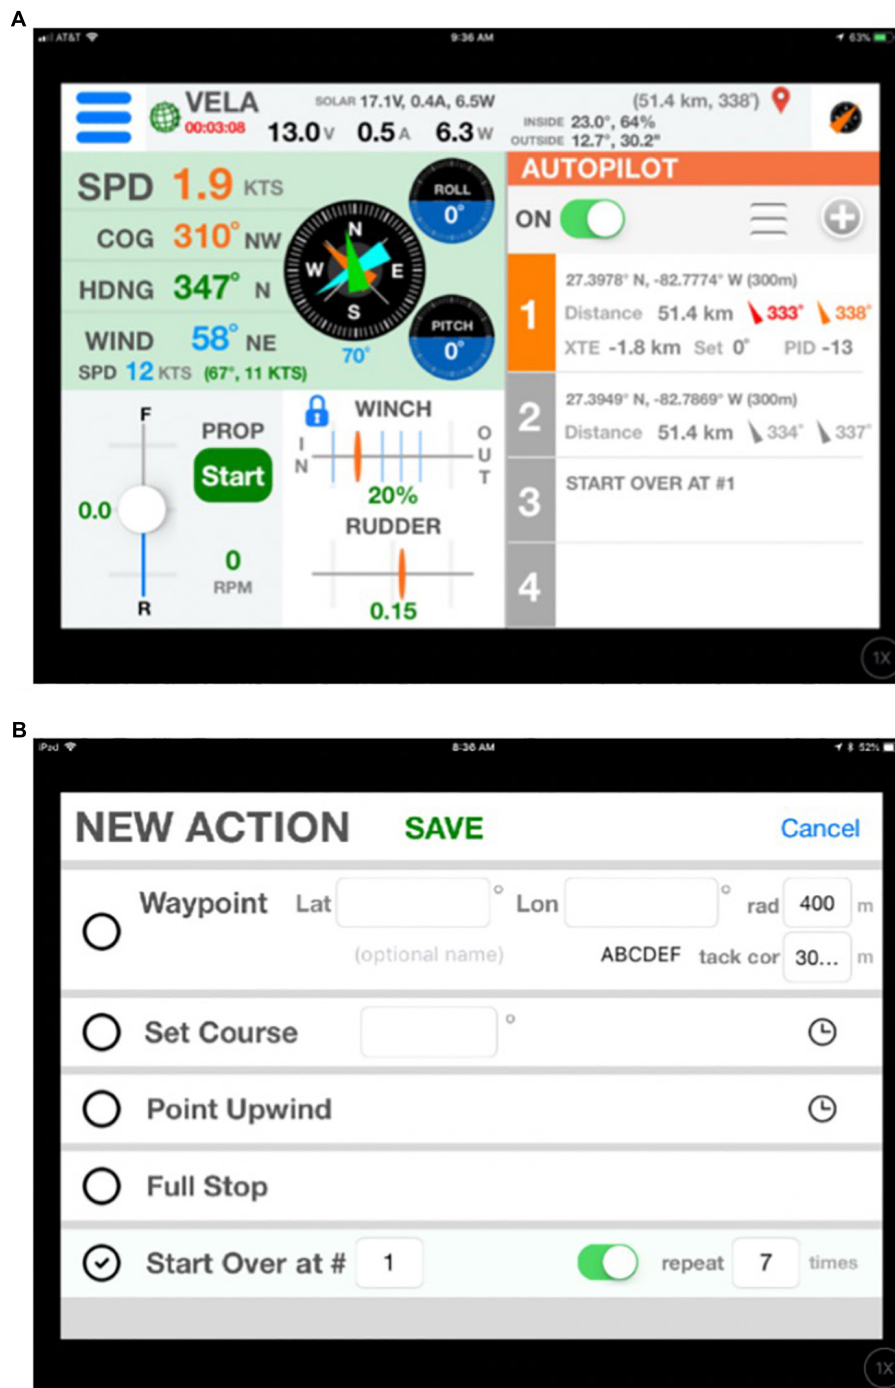 A
AT&T 9:36 AM 63%
VELA
00:03:08
SOLAR 17.1V, 0.4A, 6.5W
13.0 V 0.5 A 6.3 W
(51.4 km, 338°)
INSIDE 23.0°, 64%
OUTSIDE 12.7°, 30.2"
SPD 1.9 KTS
COG 310° NW
HDNG 347° N
WIND 58° NE
SPD 12 KTS (67°, 11 KTS)
N
W E
S
70°
ROLL
0°
PITCH
0°
AUTOPILOT
ON
1
27.3978° N, -82.7774° W (300m)
Distance 51.4 km 333° 338°
XTE -1.8 km Set 0° PID -13
2
27.3949° N, -82.7869° W (300m)
Distance 51.4 km 334° 337°
3
START OVER AT #1
4
F
0.0
R
PROP
Start
0
RPM
WINCH
IN
OUT
20%
RUDDER
0.15
1X
B
iPad 8:36 AM 52%
NEW ACTION SAVE Cancel
Waypoint Lat ° Lon ° rad 400 m
(optional name) ABCDEF tack cor 30... m
Set Course °
Point Upwind
Full Stop
Start Over at # 1 repeat 7 times
1X